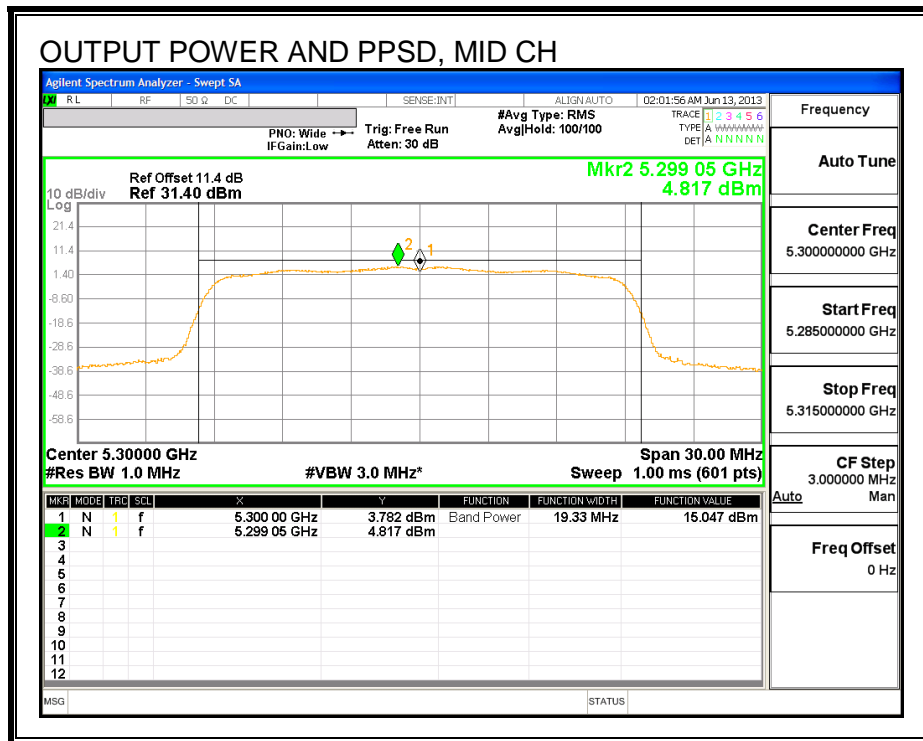 OUTPUT POWER AND PPSD, MID CH
Agilent Spectrum Analyzer - Swept SA
LXI RL RF 50 Ω DC SENSE:INT ALIGN AUTO 02:01:56 AM Jun 13, 2013
Frequency
PNO: Wide Trig: Free Run #Avg Type: RMS TRACE 1 2 3 4 5 6
IFGain:Low Atten: 30 dB Avg|Hold: 100/100 TYPE A WWWWW
DET A N N N N N
Auto Tune
Mkr2 5.299 05 GHz
4.817 dBm
Ref Offset 11.4 dB
10 dB/div Ref 31.40 dBm
Log
21.4
11.4
1.40
-8.60
-18.6
-28.6
-38.6
-48.6
-58.6
2
1
Center Freq
5.300000000 GHz
Start Freq
5.285000000 GHz
Stop Freq
5.315000000 GHz
Center 5.30000 GHz Span 30.00 MHz
#Res BW 1.0 MHz #VBW 3.0 MHz* Sweep 1.00 ms (601 pts)
CF Step
3.000000 MHz
Auto Man
MKR MODE TRC SCL X Y FUNCTION FUNCTION WIDTH FUNCTION VALUE
1 N 1 f 5.300 00 GHz 3.782 dBm Band Power 19.33 MHz 15.047 dBm
2 N 1 f 5.299 05 GHz 4.817 dBm
3
4
5
6
7
8
9
10
11
12
Freq Offset
0 Hz
MSG STATUS